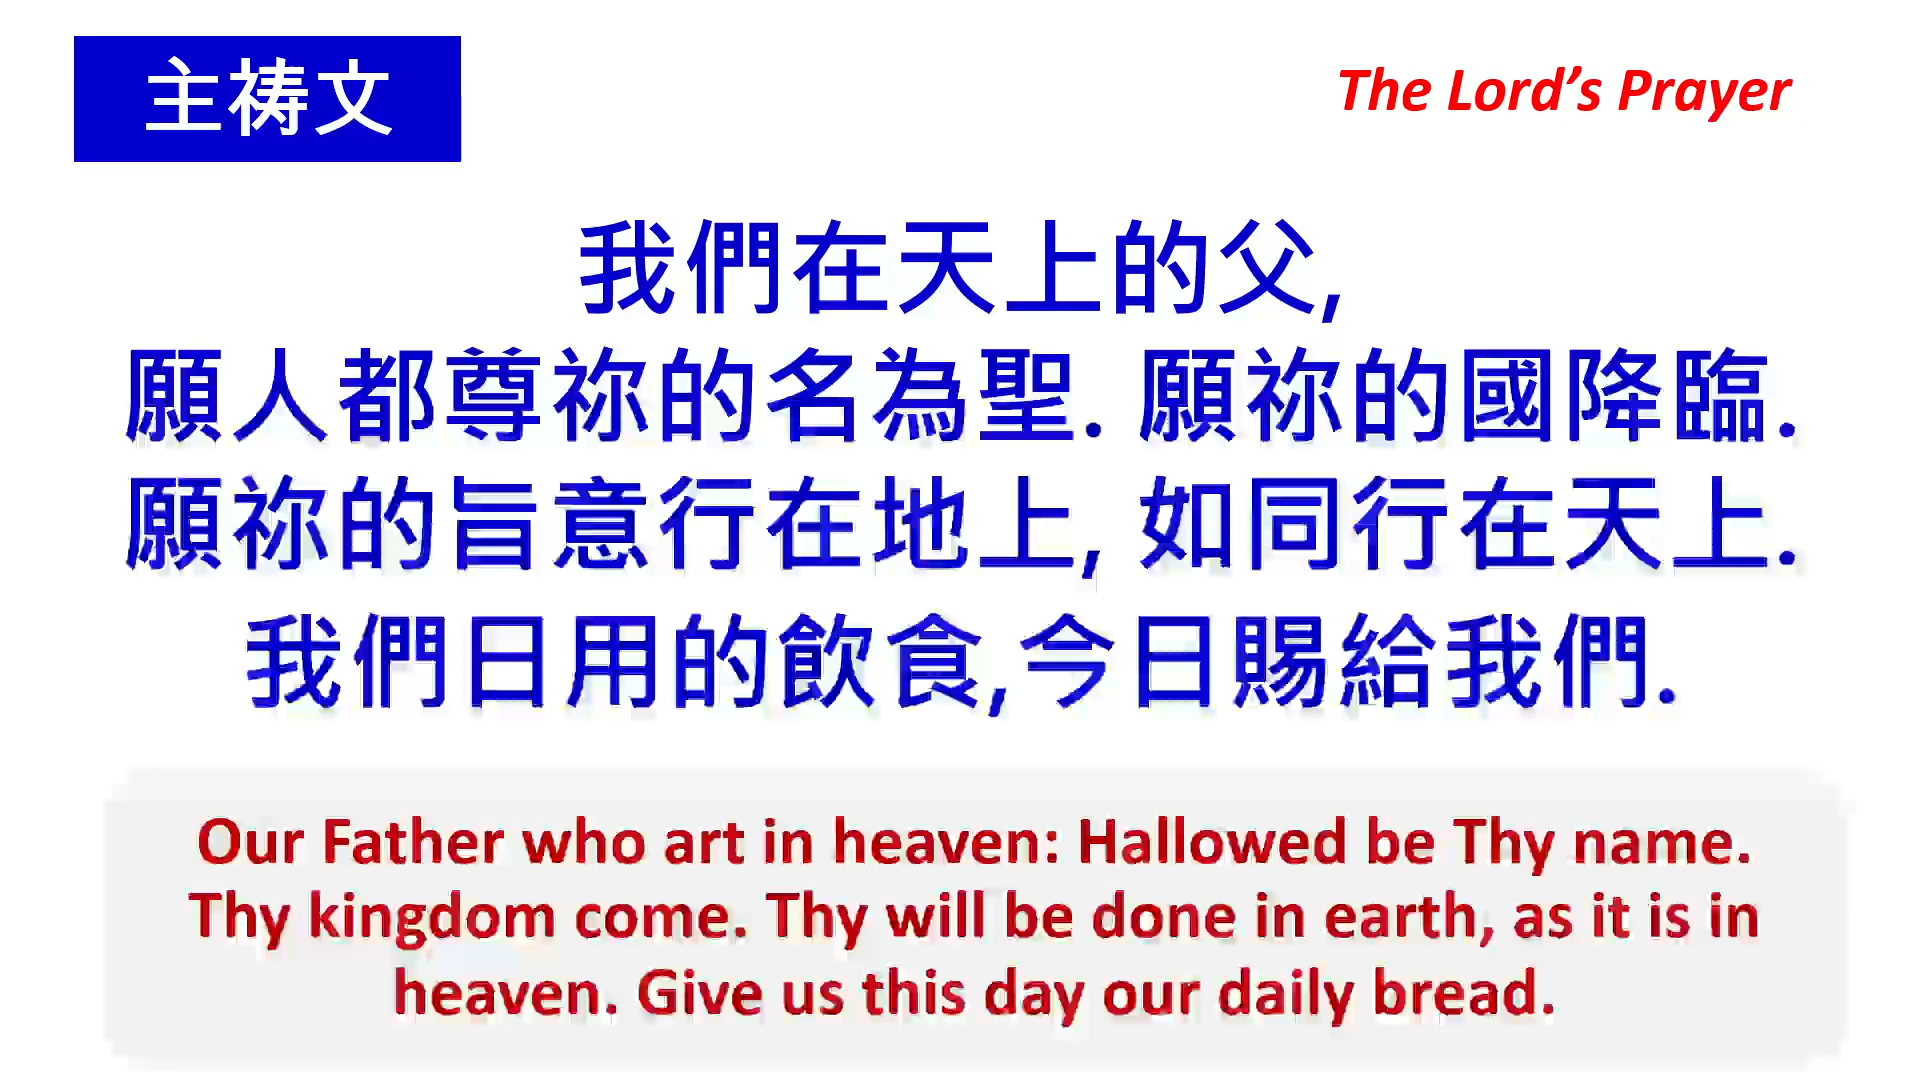 主祷文
The Lord’s Prayer
我們在天上的父,
願人都尊祢的名為聖. 願祢的國降臨.
願祢的旨意行在地上, 如同行在天上.
我們日用的飲食,今日賜給我們.
Our Father who art in heaven: Hallowed be Thy name.
Thy kingdom come. Thy will be done in earth, as it is in
heaven. Give us this day our daily bread.